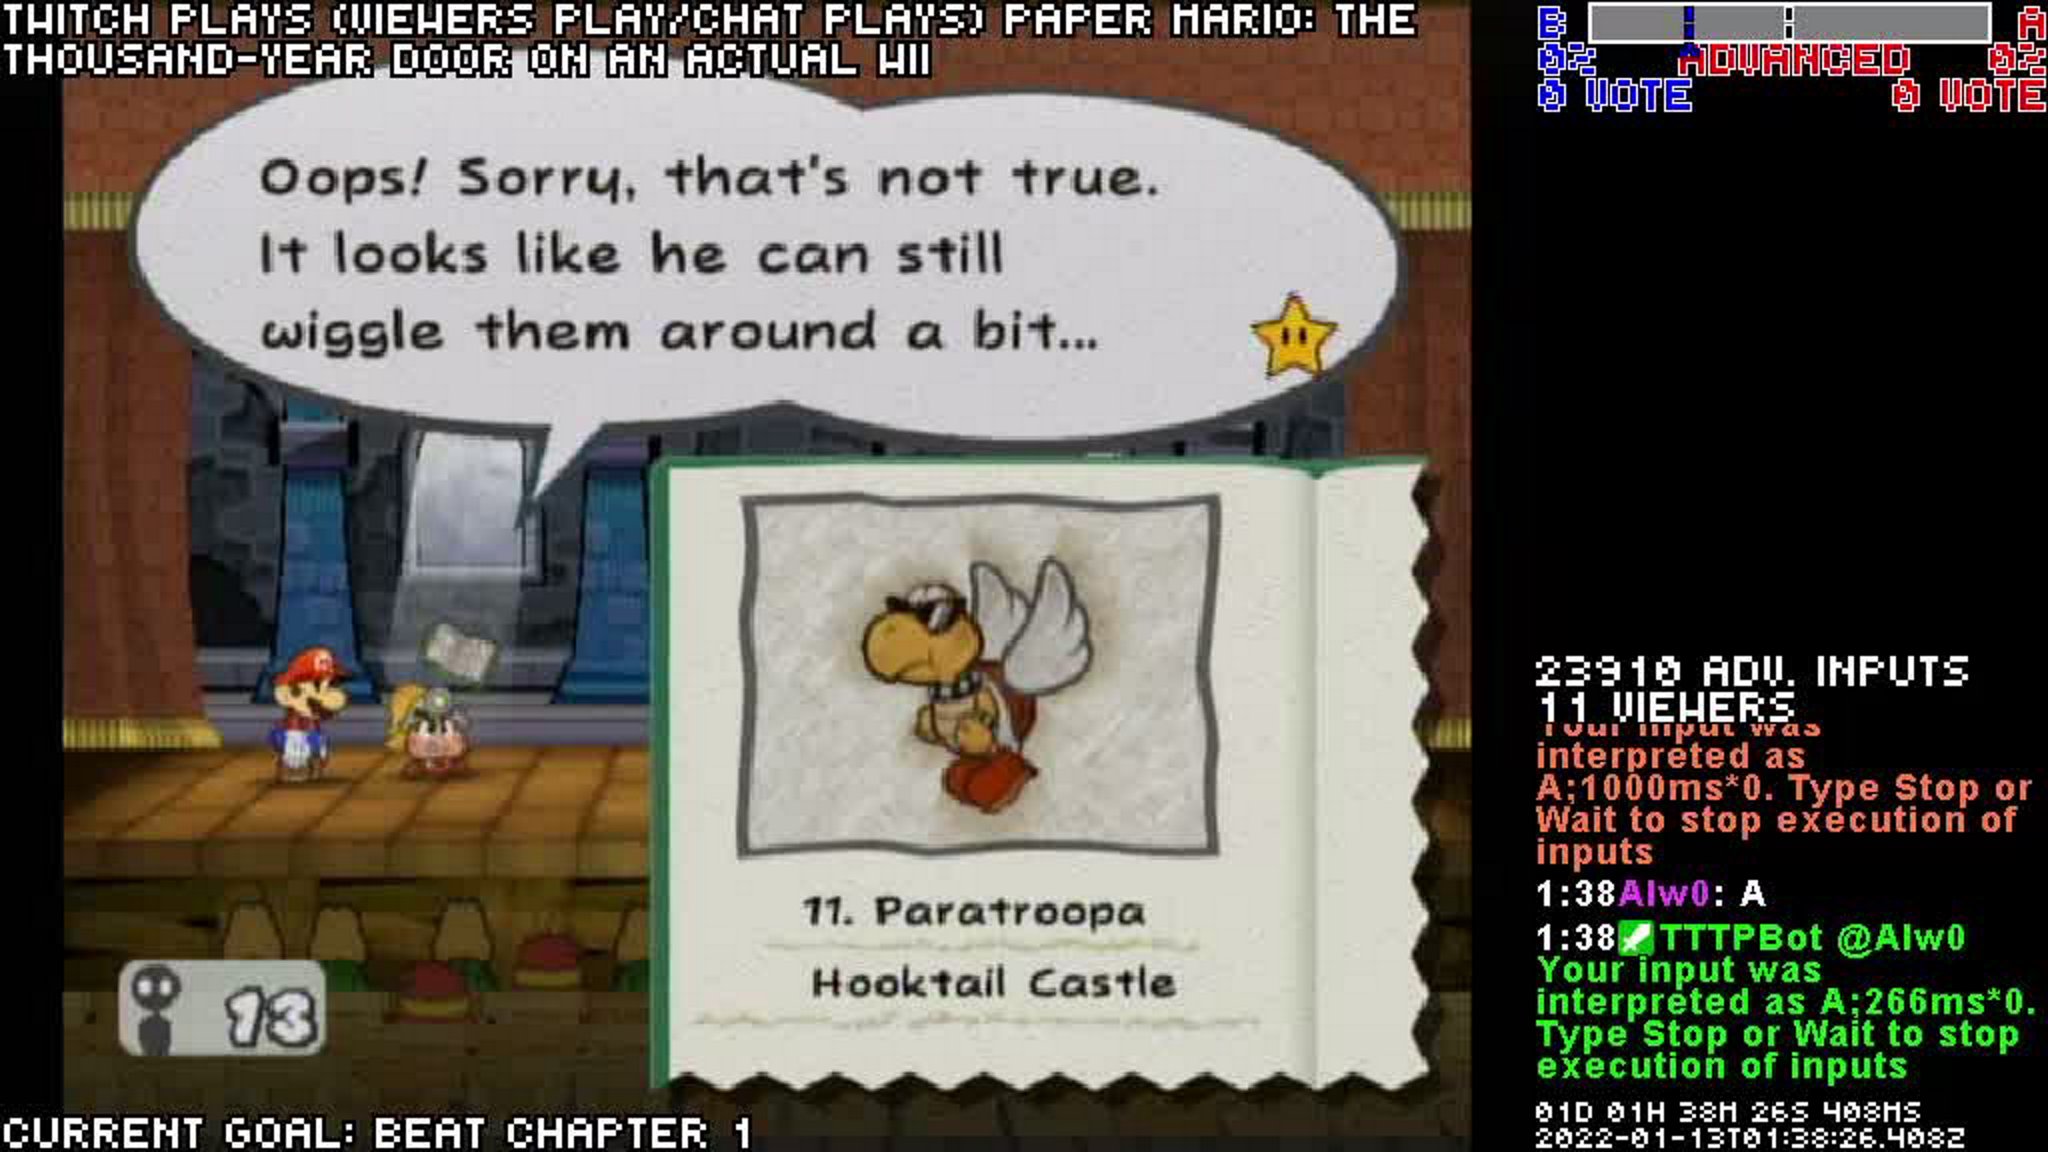 TWITCH PLAYS (VIEWERS PLAY/CHAT PLAYS) PAPER MARIO: THE
THOUSAND-YEAR DOOR ON AN ACTUAL WII
B A
0% ADVANCED 0%
0 VOTE 0 VOTE
Oops! Sorry, that's not true.
It looks like he can still
wiggle them around a bit...
11. Paratroopa
Hooktail Castle
13
23910 ADV. INPUTS
11 VIEWERS
Your input was
interpreted as
A;1000ms*0. Type Stop or
Wait to stop execution of
inputs
1:38Alw0: A
1:38TTTPBot @Alw0
Your input was
interpreted as A;266ms*0.
Type Stop or Wait to stop
execution of inputs
01D 01H 38M 26S 408MS
2022-01-13T01:38:26.408Z
CURRENT GOAL: BEAT CHAPTER 1